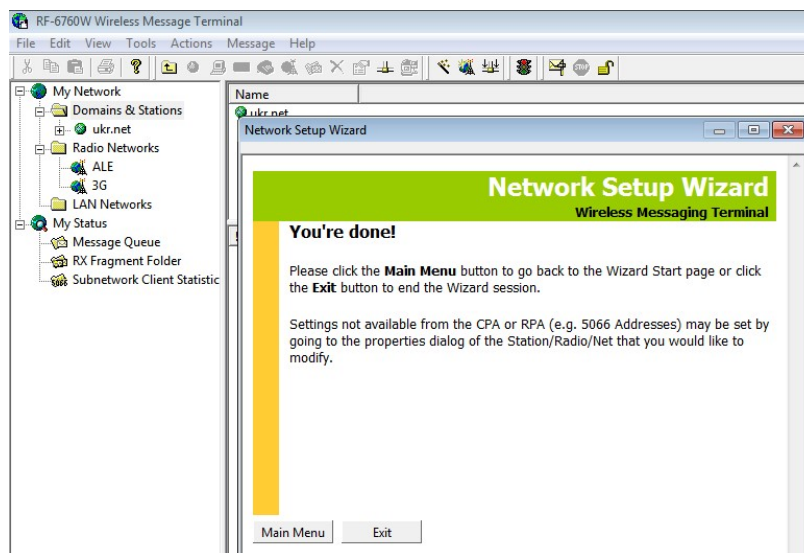 RF-6760W Wireless Message Terminal
File Edit View Tools Actions Message Help
My Network
Domains & Stations
ukr.net
Radio Networks
ALE
3G
LAN Networks
My Status
Message Queue
RX Fragment Folder
Subnetwork Client Statistic
Name
ukr.net
Network Setup Wizard
Network Setup Wizard
Wireless Messaging Terminal
You're done!
Please click the Main Menu button to go back to the Wizard Start page or click
the Exit button to end the Wizard session.
Settings not available from the CPA or RPA (e.g. 5066 Addresses) may be set by
going to the properties dialog of the Station/Radio/Net that you would like to
modify.
Main Menu Exit